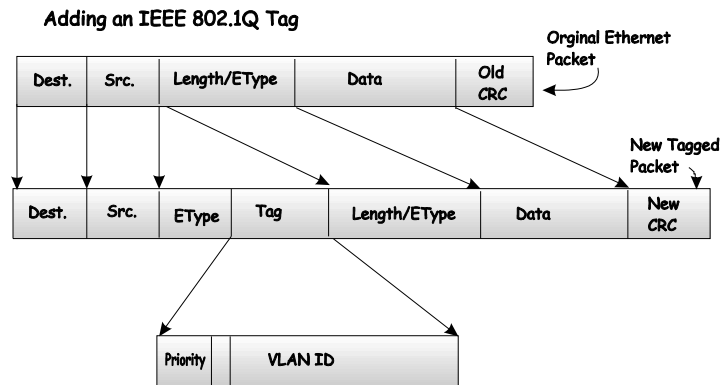 Adding an IEEE 802.1Q Tag
Orginal Ethernet
Packet
Dest. Src. Length/EType Data Old
CRC
New Tagged
Packet
Dest. Src. EType Tag Length/EType Data New
CRC
Priority VLAN ID